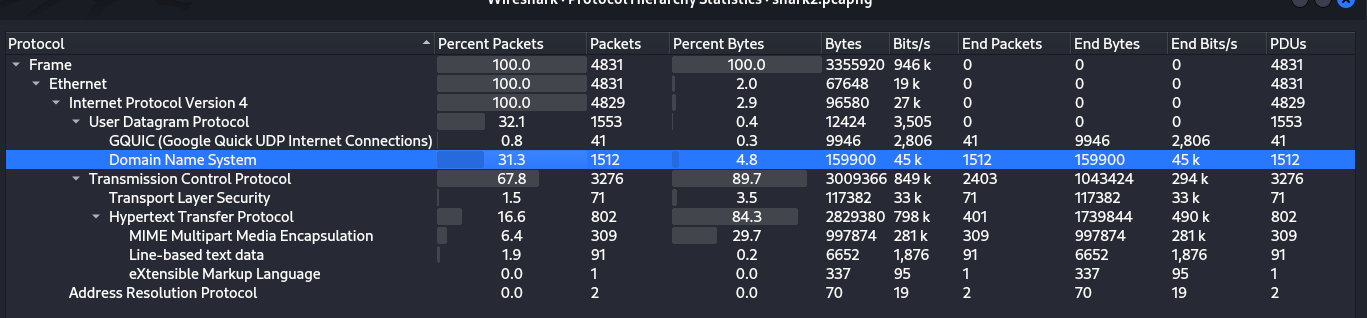 Wireshark · Protocol Hierarchy Statistics · shark2.pcapng
Protocol Percent Packets Packets Percent Bytes Bytes Bits/s End Packets End Bytes End Bits/s PDUs
Frame 100.0 4831 100.0 3355920 946 k 0 0 0 4831
Ethernet 100.0 4831 2.0 67648 19 k 0 0 0 4831
Internet Protocol Version 4 100.0 4829 2.9 96580 27 k 0 0 0 4829
User Datagram Protocol 32.1 1553 0.4 12424 3,505 0 0 0 1553
GQUIC (Google Quick UDP Internet Connections) 0.8 41 0.3 9946 2,806 41 9946 2,806 41
Domain Name System 31.3 1512 4.8 159900 45 k 1512 159900 45 k 1512
Transmission Control Protocol 67.8 3276 89.7 3009366 849 k 2403 1043424 294 k 3276
Transport Layer Security 1.5 71 3.5 117382 33 k 71 117382 33 k 71
Hypertext Transfer Protocol 16.6 802 84.3 2829380 798 k 401 1739844 490 k 802
MIME Multipart Media Encapsulation 6.4 309 29.7 997874 281 k 309 997874 281 k 309
Line-based text data 1.9 91 0.2 6652 1,876 91 6652 1,876 91
eXtensible Markup Language 0.0 1 0.0 337 95 1 337 95 1
Address Resolution Protocol 0.0 2 0.0 70 19 2 70 19 2